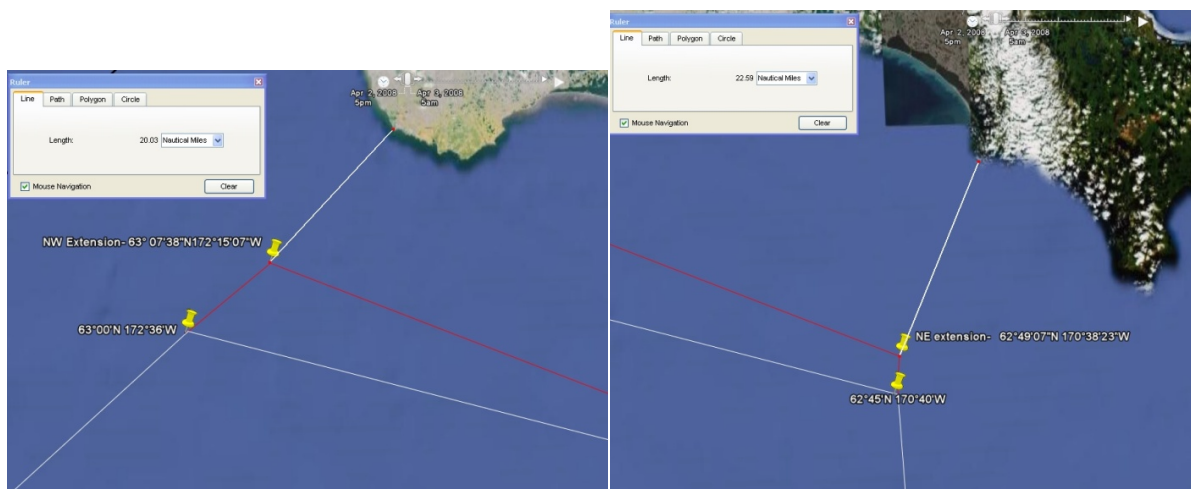 Ruler
Line Path Polygon Circle
Length: 20.03 Nautical Miles
Mouse Navigation Clear
Apr 2, 2008 Apr 3, 2008
5pm 5am
NW Extension- 63° 07'38"N172°15'07"W
63°00'N 172°36'W
Ruler
Line Path Polygon Circle
Length: 22.59 Nautical Miles
Mouse Navigation Clear
Apr 2, 2008 Apr 3, 2008
5pm 5am
NE extension- 62°49'07"N 170°38'23"W
62°45'N 170°40'W